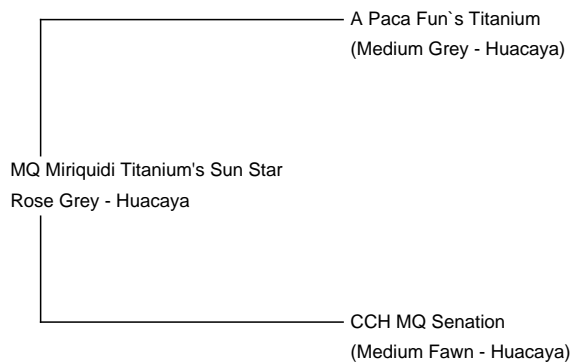 A Paca Fun`s Titanium
(Medium Grey - Huacaya)
MQ Miriquidi Titanium's Sun Star
Rose Grey - Huacaya
CCH MQ Senation
(Medium Fawn - Huacaya)